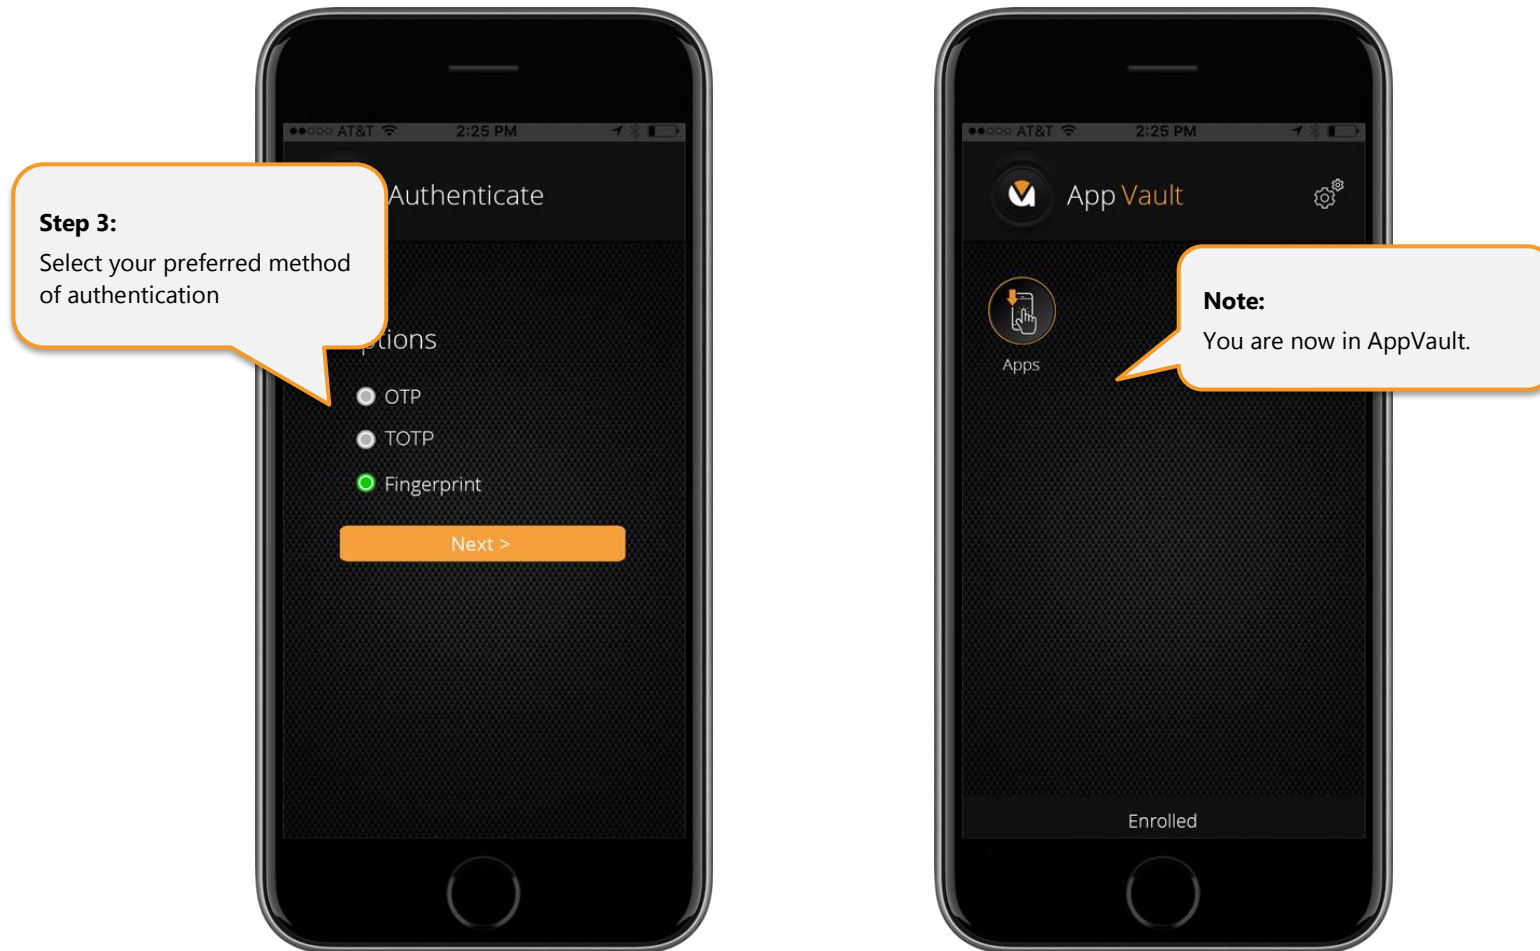 AT&T 2:25 PM
Authenticate
Step 3:
Select your preferred method
of authentication
ptions
OTP
TOTP
Fingerprint
Next >
AT&T 2:25 PM
App Vault
Note:
You are now in AppVault.
Apps
Enrolled